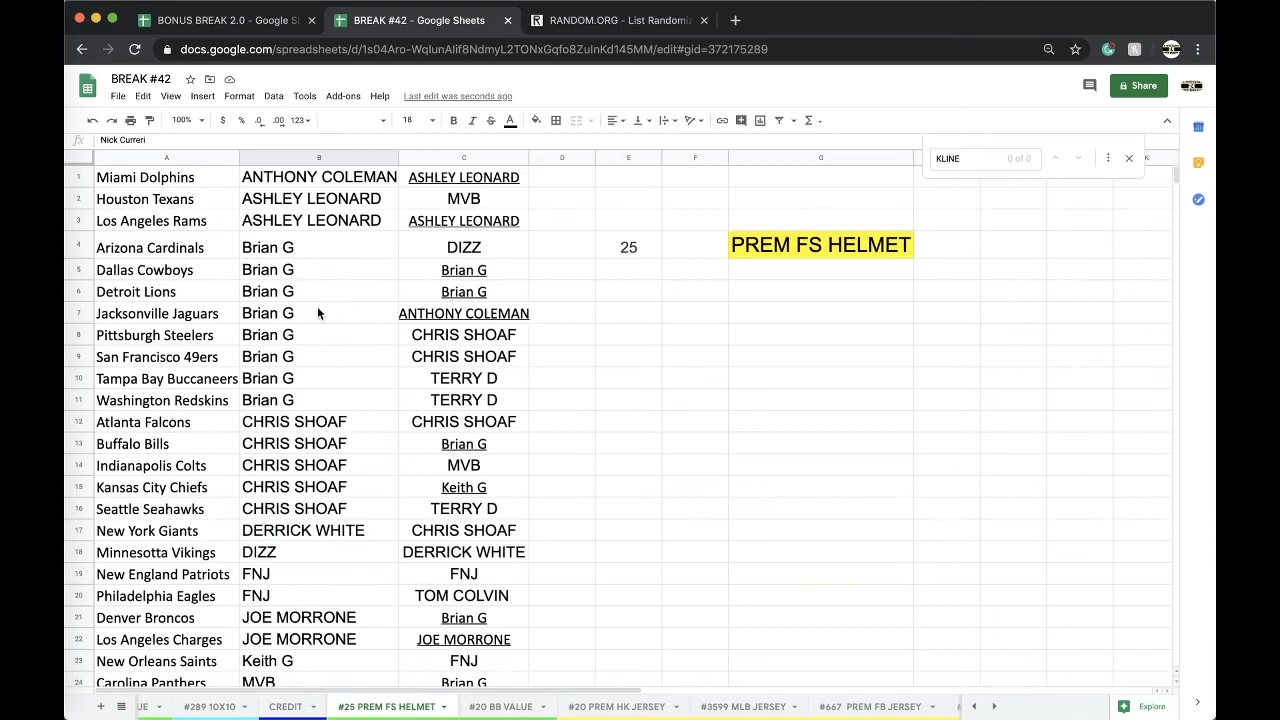 BONUS BREAK 2.0 - Google S
BREAK #42 - Google Sheets
RANDOM.ORG - List Randomi
BREAK #42
File Edit View Insert Format Data Tools Add-ons Help Last edit was seconds ago
Share
100% $ % .0 .00 123 18 B I S A
fx Nick Curreri
KLINE 0 of 0
A B C D E F G K
1 Miami Dolphins ANTHONY COLEMAN ASHLEY LEONARD
2 Houston Texans ASHLEY LEONARD MVB
3 Los Angeles Rams ASHLEY LEONARD ASHLEY LEONARD
4 Arizona Cardinals Brian G DIZZ 25 PREM FS HELMET
5 Dallas Cowboys Brian G Brian G
6 Detroit Lions Brian G Brian G
7 Jacksonville Jaguars Brian G ANTHONY COLEMAN
8 Pittsburgh Steelers Brian G CHRIS SHOAF
9 San Francisco 49ers Brian G CHRIS SHOAF
10 Tampa Bay Buccaneers Brian G TERRY D
11 Washington Redskins Brian G TERRY D
12 Atlanta Falcons CHRIS SHOAF CHRIS SHOAF
13 Buffalo Bills CHRIS SHOAF Brian G
14 Indianapolis Colts CHRIS SHOAF MVB
15 Kansas City Chiefs CHRIS SHOAF Keith G
16 Seattle Seahawks CHRIS SHOAF TERRY D
17 New York Giants DERRICK WHITE CHRIS SHOAF
18 Minnesotta Vikings DIZZ DERRICK WHITE
19 New England Patriots FNJ FNJ
20 Philadelphia Eagles FNJ TOM COLVIN
21 Denver Broncos JOE MORRONE Brian G
22 Los Angeles Charges JOE MORRONE JOE MORRONE
23 New Orleans Saints Keith G FNJ
24 Carolina Panthers MVB Brian G
UE #289 10X10 CREDIT #25 PREM FS HELMET #20 BB VALUE #20 PREM HK JERSEY #3599 MLB JERSEY #667 PREM FB JERSEY Explore